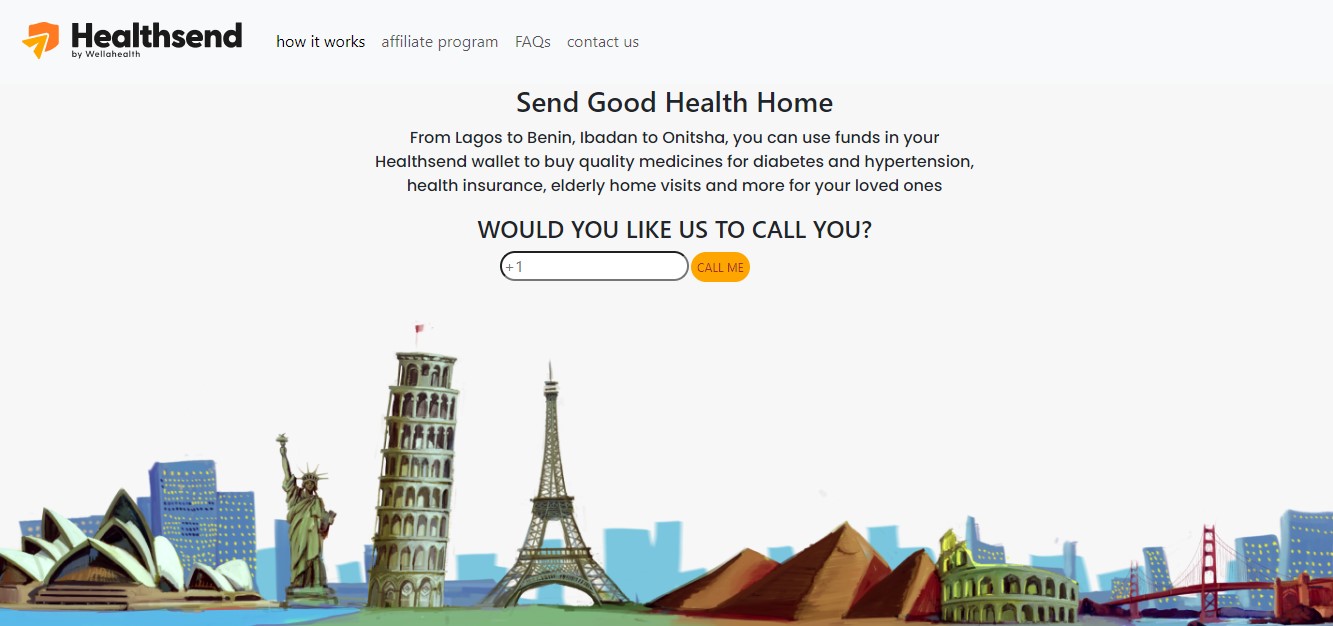 Healthsend
by Wellahealth
how it works affiliate program FAQs contact us
Send Good Health Home
From Lagos to Benin, Ibadan to Onitsha, you can use funds in your
Healthsend wallet to buy quality medicines for diabetes and hypertension,
health insurance, elderly home visits and more for your loved ones
WOULD YOU LIKE US TO CALL YOU?
+1 CALL ME